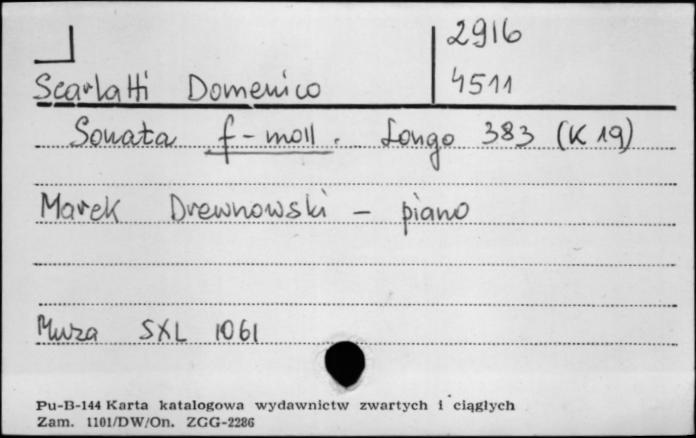 2916
Scarlatti Domenico 4511
Sonata f-moll. Longo 383 (K 19)
Marek Drewnowski - piano
Muza SXL 1061
Pu-B-144 Karta katalogowa wydawnictw zwartych i ciągłych
Zam. 1101/DW/On. ZGG-2286